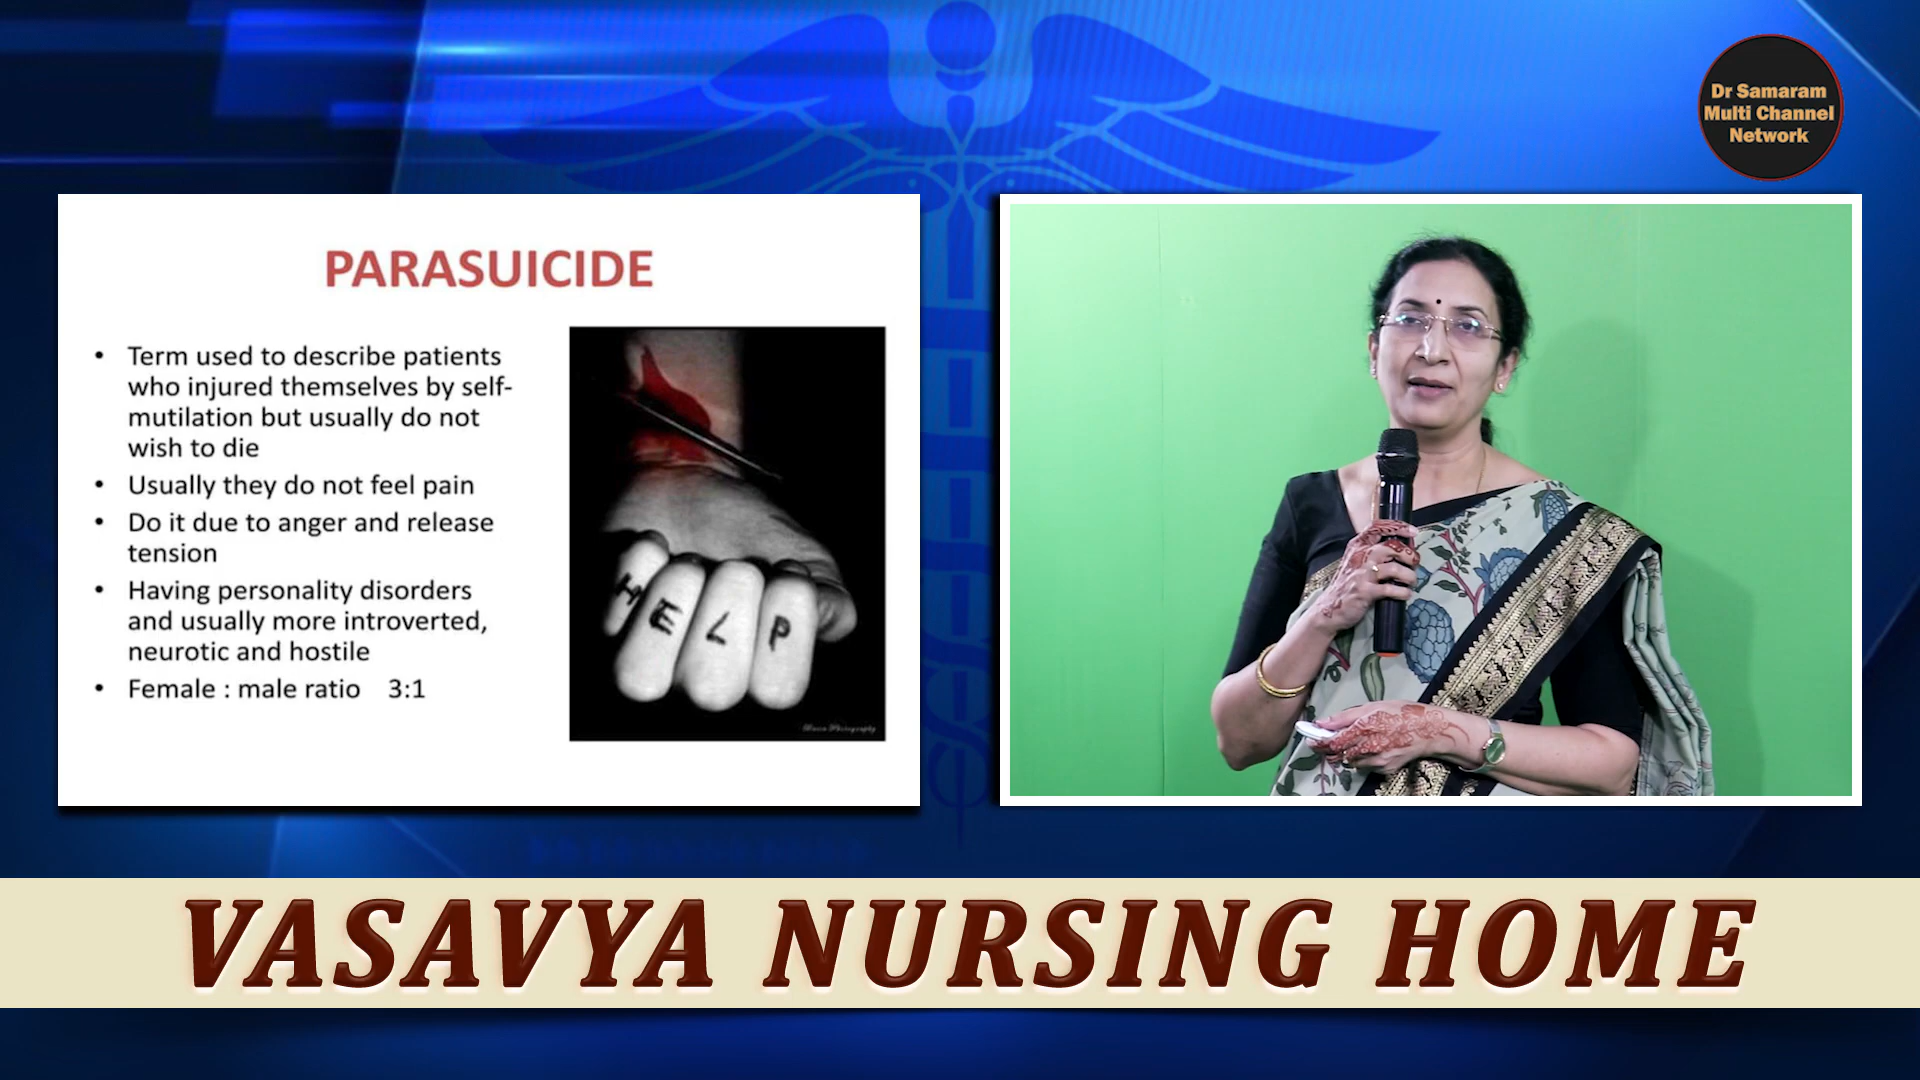 Dr Samaram
Multi Channel
Network
PARASUICIDE
• Term used to describe patients
who injured themselves by self-
mutilation but usually do not
wish to die
• Usually they do not feel pain
• Do it due to anger and release
tension
• Having personality disorders
and usually more introverted,
neurotic and hostile
• Female : male ratio 3:1
HELP
VASAVYA NURSING HOME